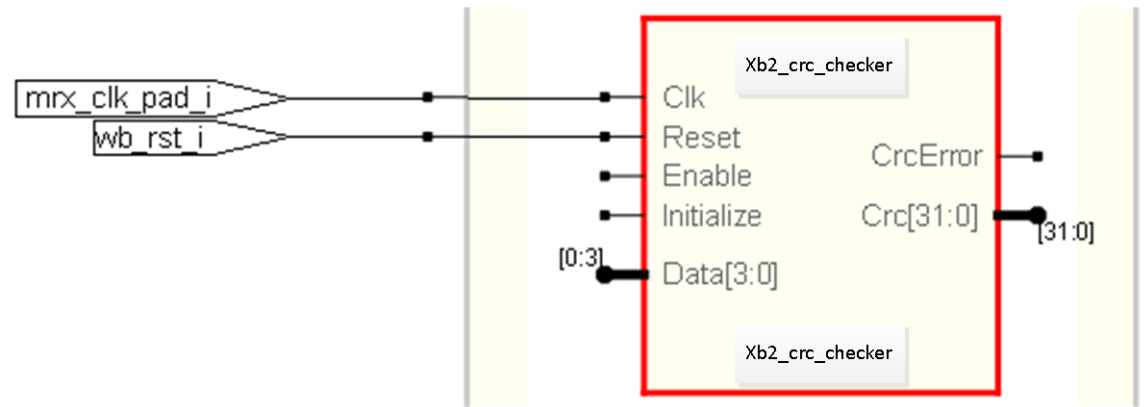 Xb2_crc_checker
mrx_clk_pad_i
wb_rst_i
Clk
Reset
Enable
Initialize
[0:3]
Data[3:0]
CrcError
Crc[31:0]
[31:0]
Xb2_crc_checker